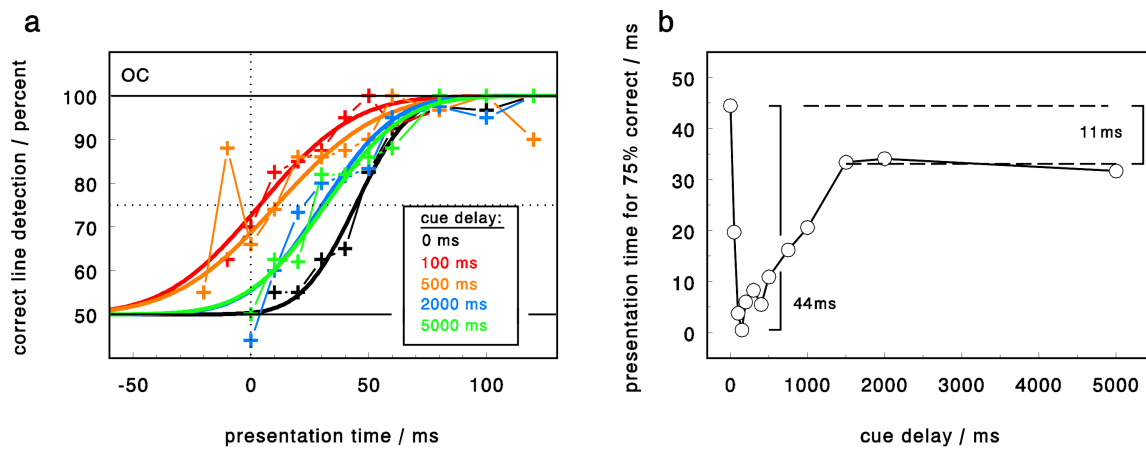 a
OC
correct line detection / percent
100
90
80
70
60
50
-50
0
50
100
presentation time / ms
cue delay:
0 ms
100 ms
500 ms
2000 ms
5000 ms
b
presentation time for 75% correct / ms
50
40
30
20
10
0
0
1000
2000
3000
4000
5000
cue delay / ms
11ms
44ms